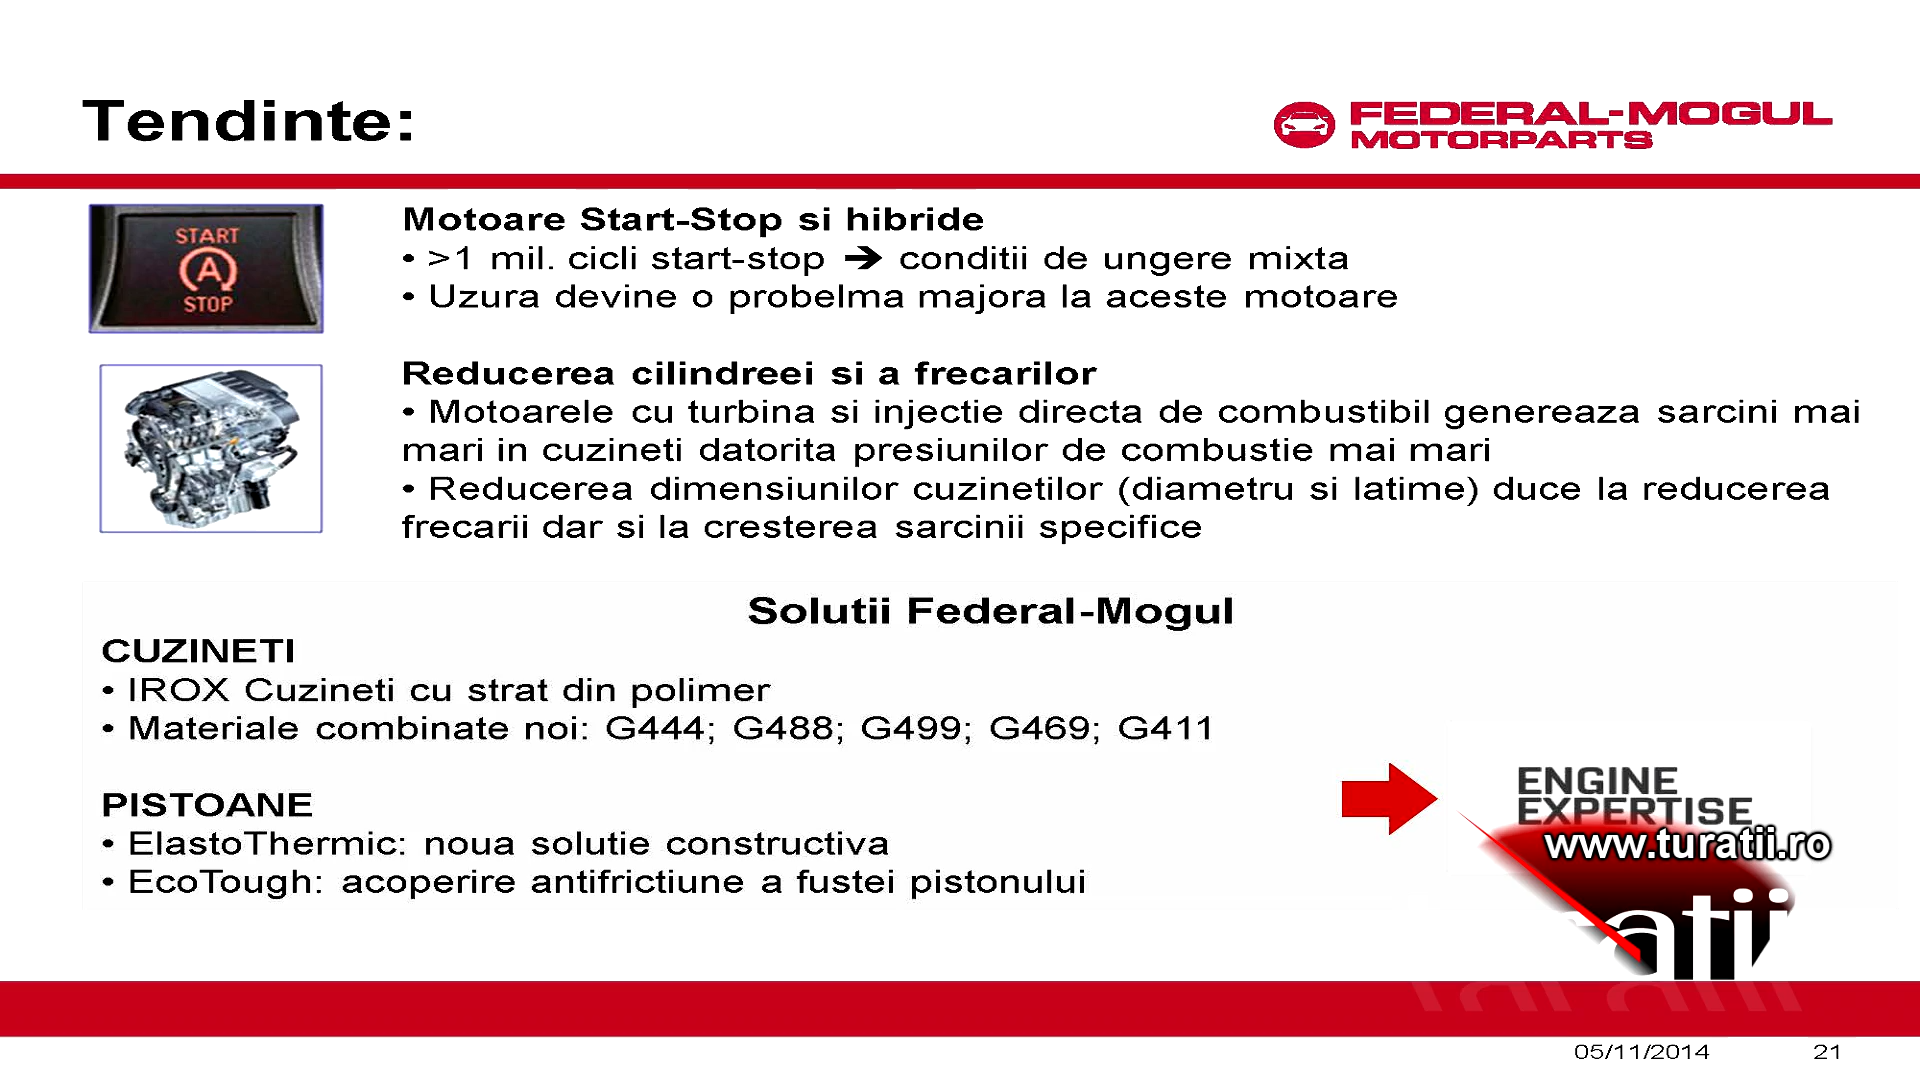 Tendinte:
FEDERAL-MOGUL
MOTORPARTS
START
A
STOP
Motoare Start-Stop si hibride
• >1 mil. cicli start-stop ➔ conditii de ungere mixta
• Uzura devine o probelma majora la aceste motoare
Reducerea cilindreei si a frecarilor
• Motoarele cu turbina si injectie directa de combustibil genereaza sarcini mai
mari in cuzineti datorita presiunilor de combustie mai mari
• Reducerea dimensiunilor cuzinetilor (diametru si latime) duce la reducerea
frecarii dar si la cresterea sarcinii specifice
Solutii Federal-Mogul
CUZINETI
• IROX Cuzineti cu strat din polimer
• Materiale combinate noi: G444; G488; G499; G469; G411
PISTOANE
• ElastoThermic: noua solutie constructiva
• EcoTough: acoperire antifrictiune a fustei pistonului
ENGINE
EXPERTISE
www.turatii.ro
05/11/2014 21